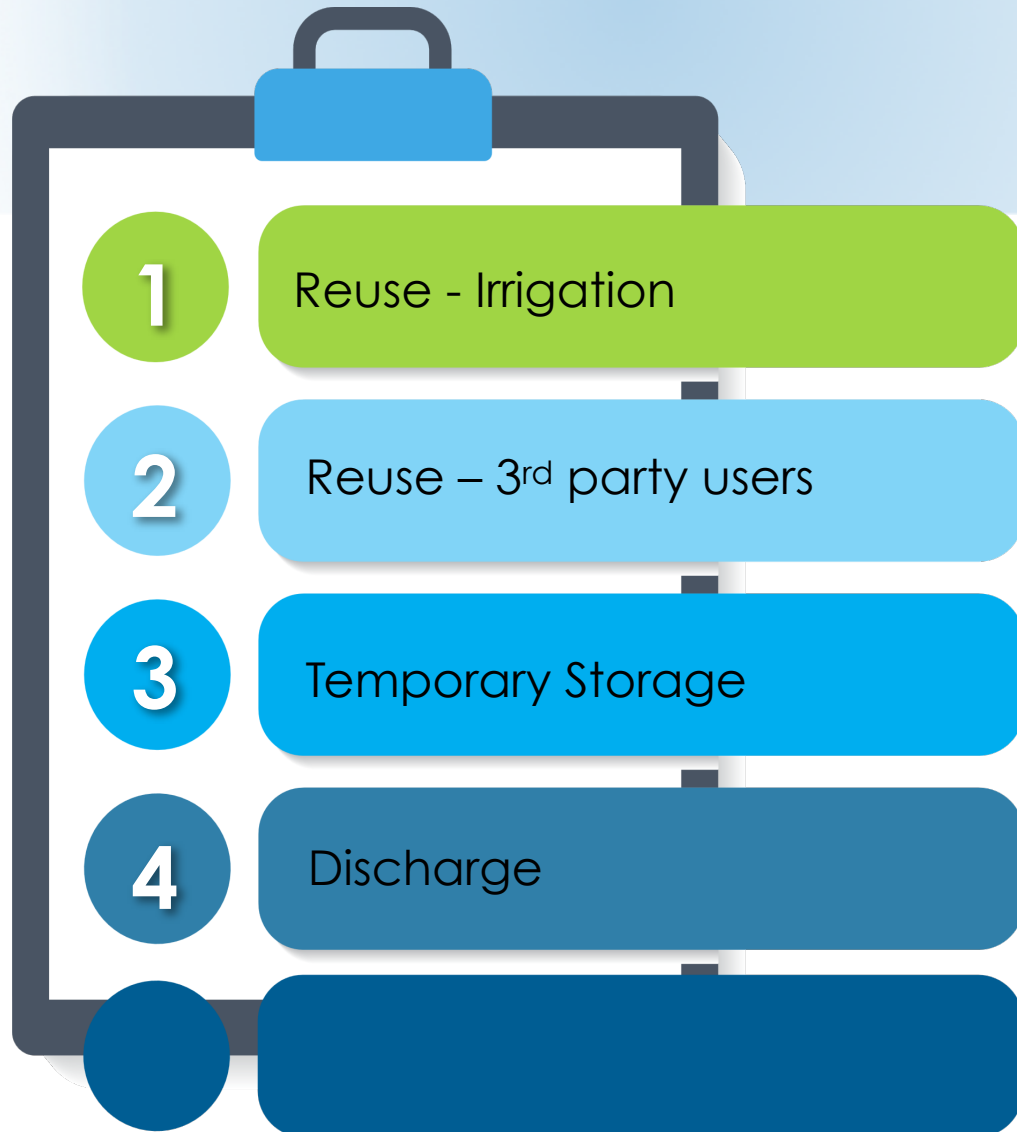 1 Reuse - Irrigation
2 Reuse – 3rd party users
3 Temporary Storage
4 Discharge